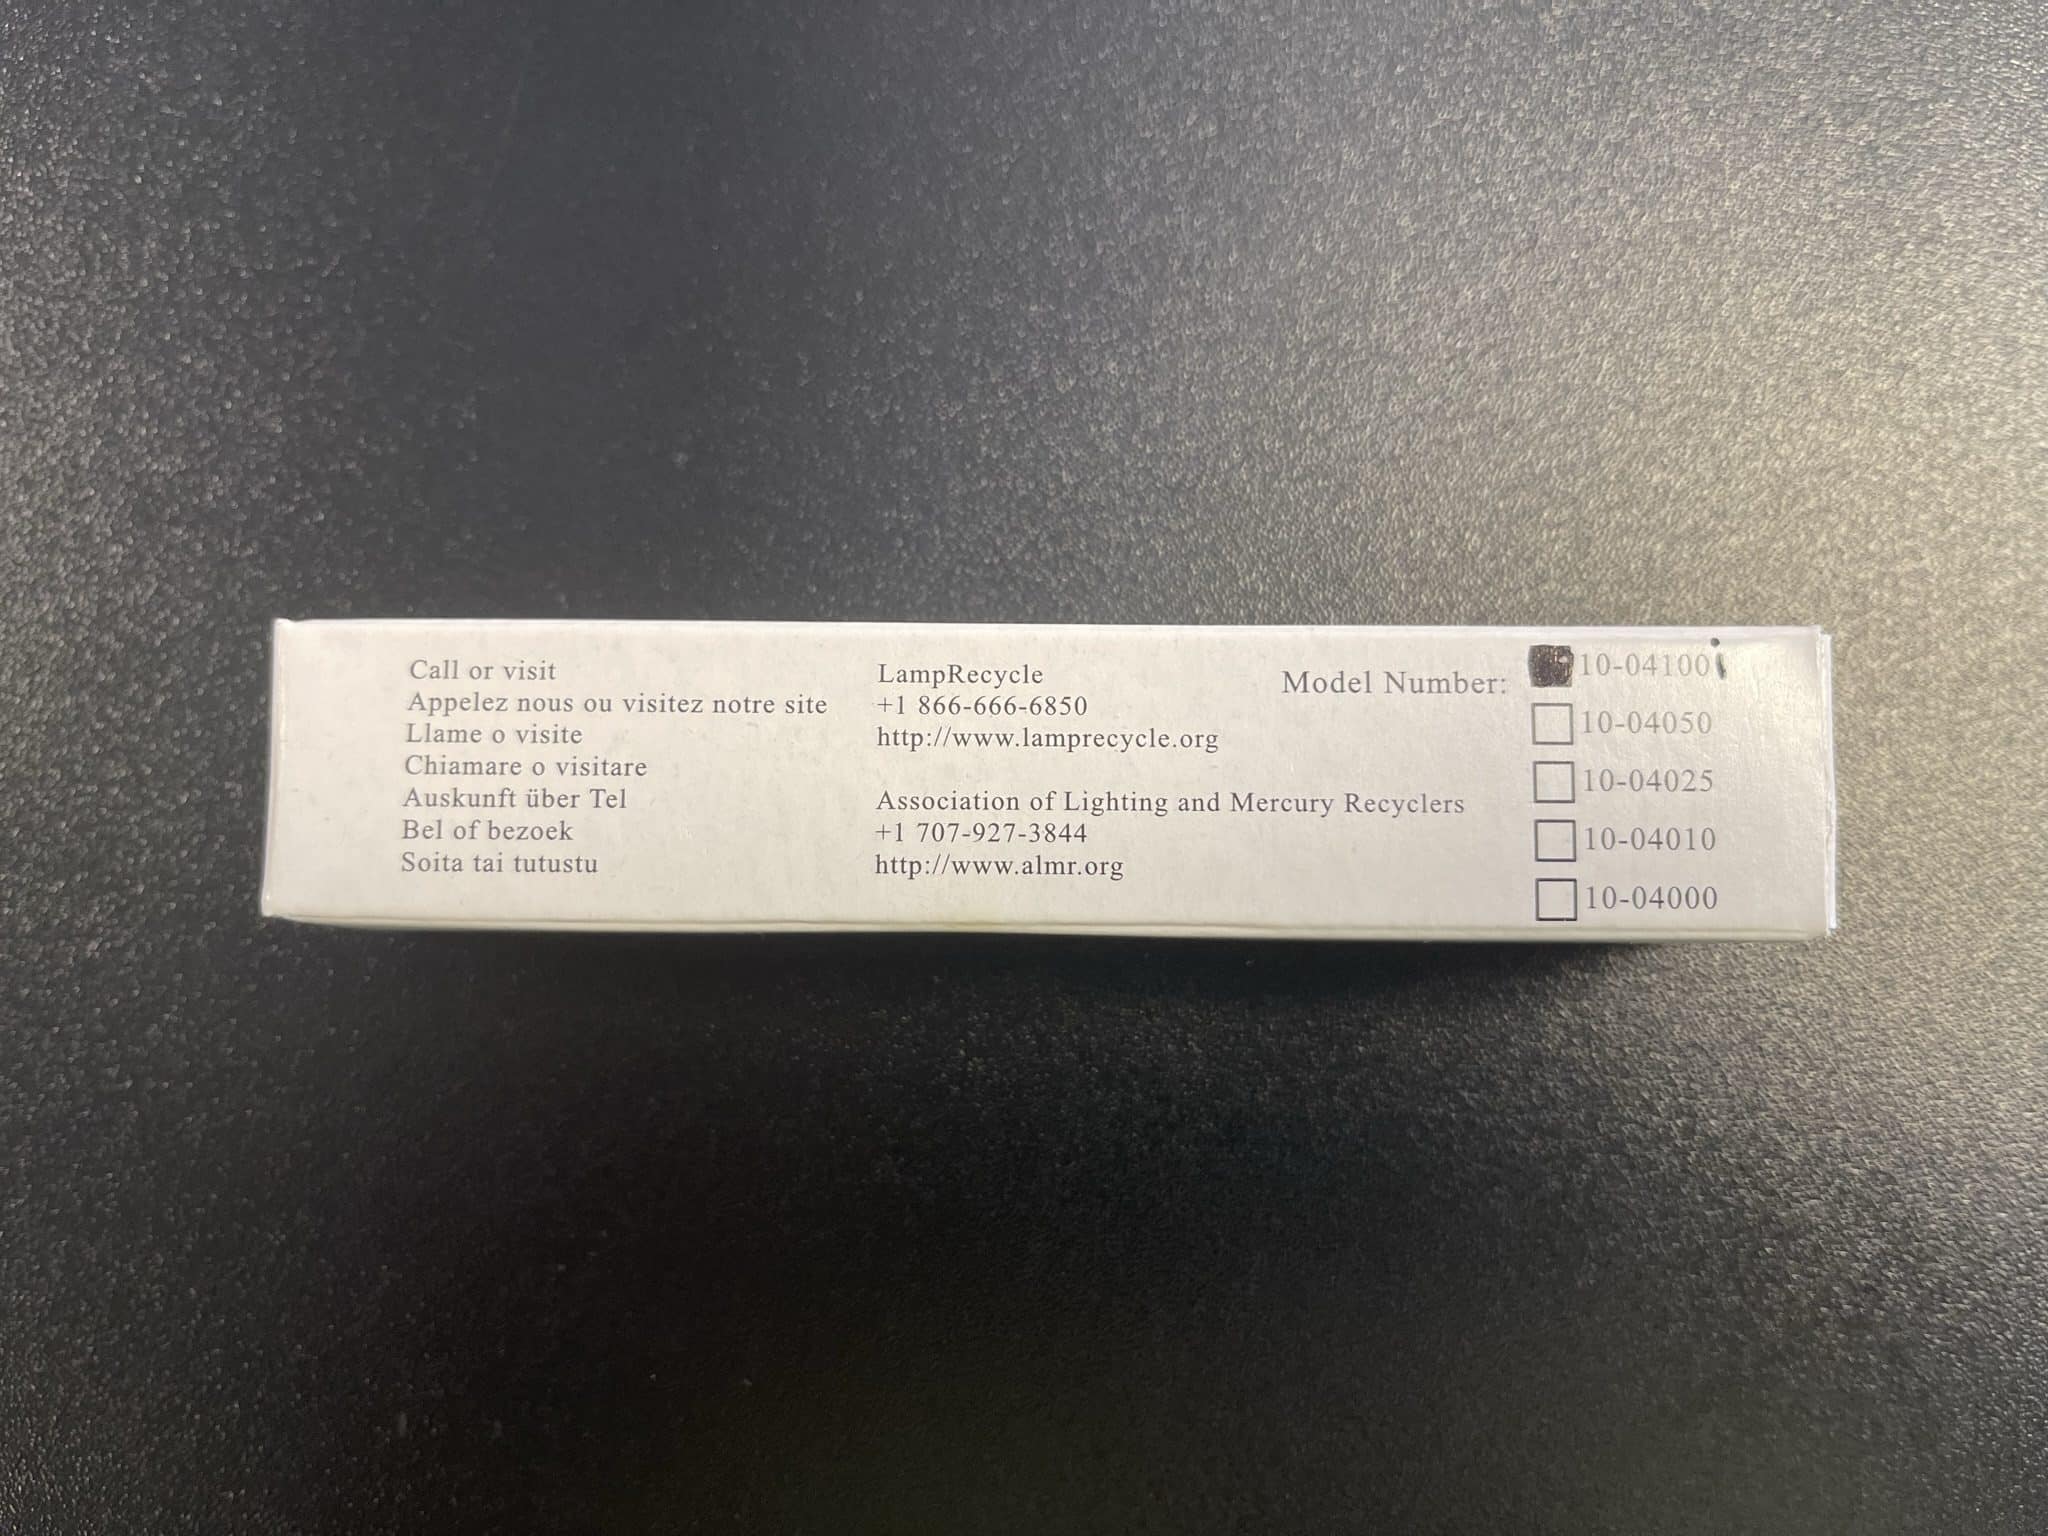 Call or visit
Appelez nous ou visitez notre site
Llame o visite
Chiamare o visitare
Auskunft über Tel
Bel of bezoek
Soita tai tutustu
LampRecycle
+1 866-666-6850
http://www.lamprecycle.org
Association of Lighting and Mercury Recyclers
+1 707-927-3844
http://www.almr.org
Model Number:
10-04100i
10-04050
10-04025
10-04010
10-04000